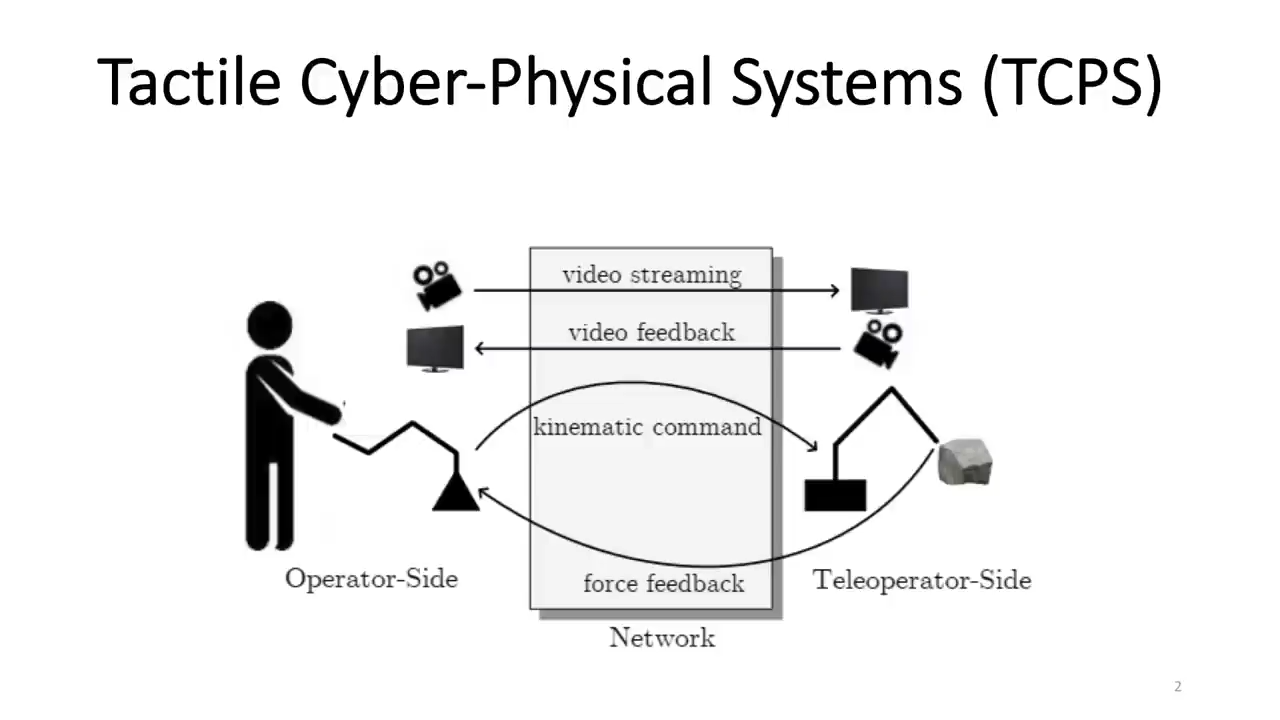 Tactile Cyber-Physical Systems (TCPS)
video streaming
video feedback
kinematic command
force feedback
Operator-Side
Teleoperator-Side
Network
2